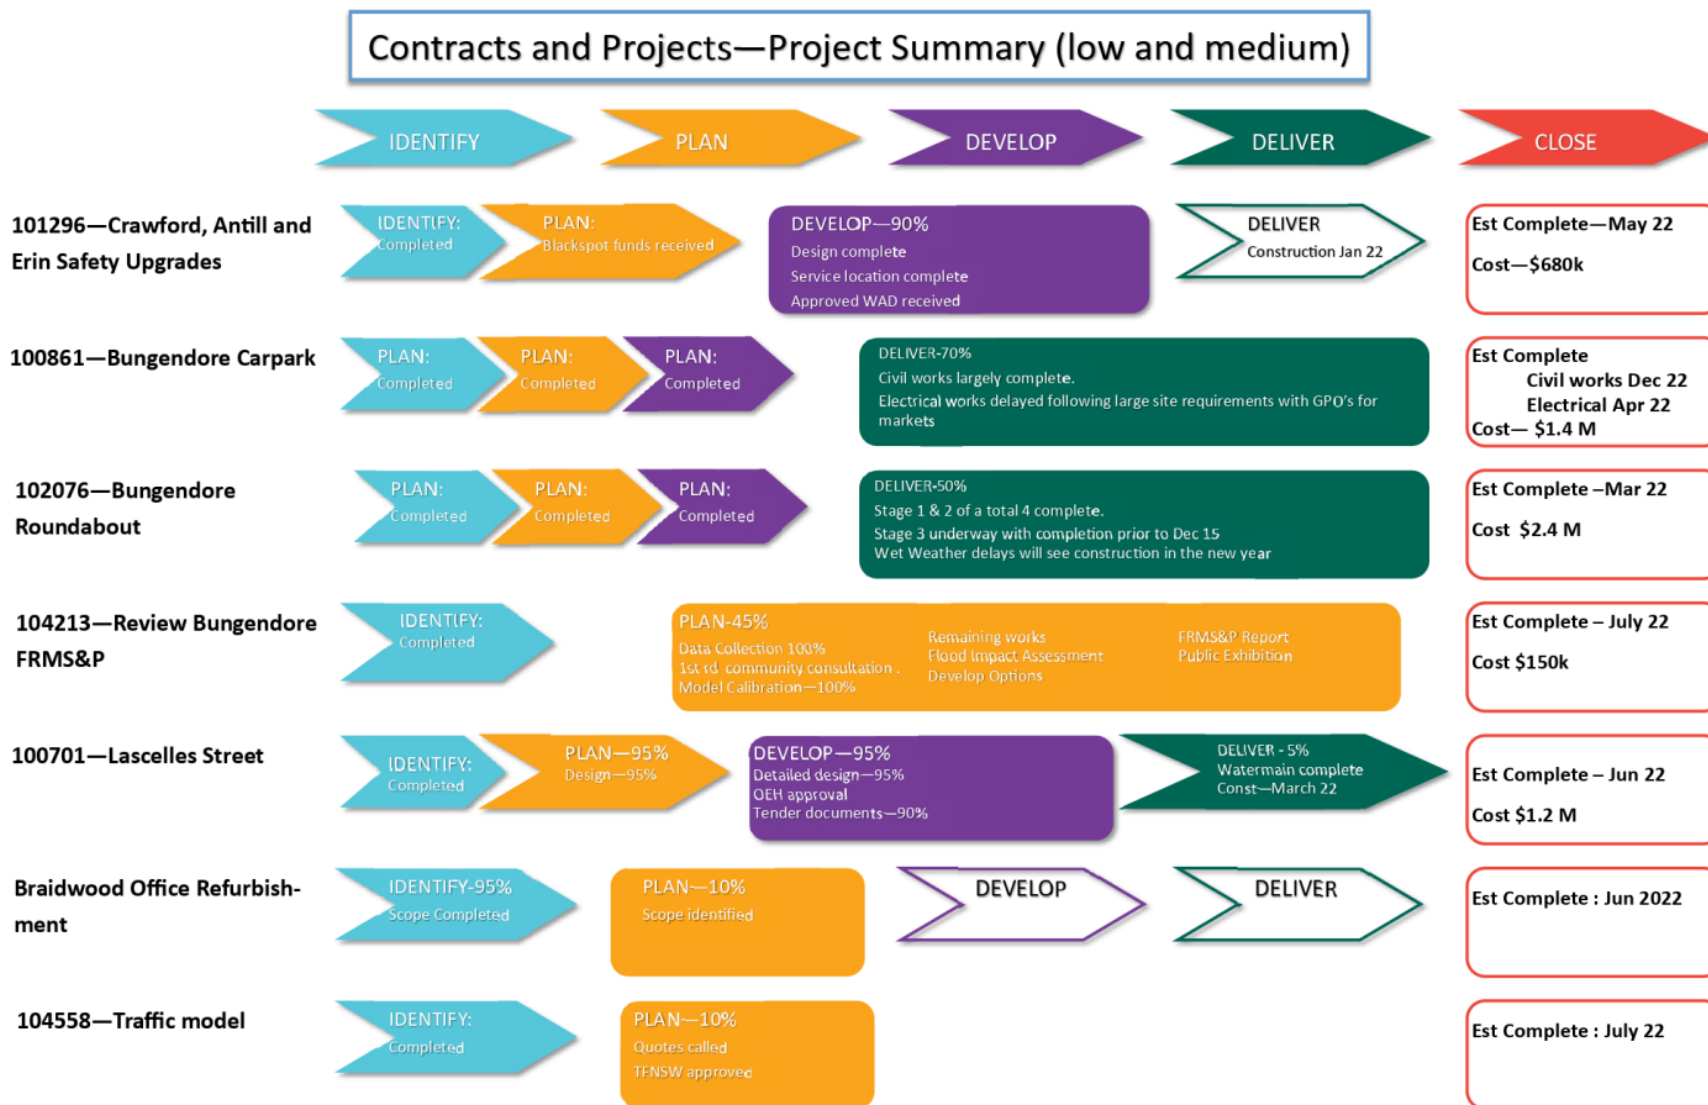 Contracts and Projects—Project Summary (low and medium)
IDENTIFY
PLAN
DEVELOP
DELIVER
CLOSE
101296—Crawford, Antill and
Erin Safety Upgrades
IDENTIFY:
Completed
PLAN:
Blackspot funds received
DEVELOP—90%
Design complete
Service location complete
Approved WAD received
DELIVER
Construction Jan 22
Est Complete—May 22
Cost—$680k
100861—Bungendore Carpark
PLAN:
Completed
PLAN:
Completed
PLAN:
Completed
DELIVER-70%
Civil works largely complete.
Electrical works delayed following large site requirements with GPO's for
markets
Est Complete
Civil works Dec 22
Electrical Apr 22
Cost— $1.4 M
102076—Bungendore
Roundabout
PLAN:
Completed
PLAN:
Completed
PLAN:
Completed
DELIVER-50%
Stage 1 & 2 of a total 4 complete.
Stage 3 underway with completion prior to Dec 15
Wet Weather delays will see construction in the new year
Est Complete –Mar 22
Cost $2.4 M
104213—Review Bungendore
FRMS&P
IDENTIFY:
Completed
PLAN-45%
Data Collection 100%
1st rd community consultation .
Model Calibration—100%
Remaining works
Flood Impact Assessment
Develop Options
FRMS&P Report
Public Exhibition
Est Complete – July 22
Cost $150k
100701—Lascelles Street
IDENTIFY:
Completed
PLAN—95%
Design—95%
DEVELOP—95%
Detailed design—95%
OEH approval
Tender documents—90%
DELIVER - 5%
Watermain complete
Const—March 22
Est Complete – Jun 22
Cost $1.2 M
Braidwood Office Refurbish-
ment
IDENTIFY-95%
Scope Completed
PLAN—10%
Scope identified
DEVELOP
DELIVER
Est Complete : Jun 2022
104558—Traffic model
IDENTIFY:
Completed
PLAN—10%
Quotes called
TFNSW approved
Est Complete : July 22